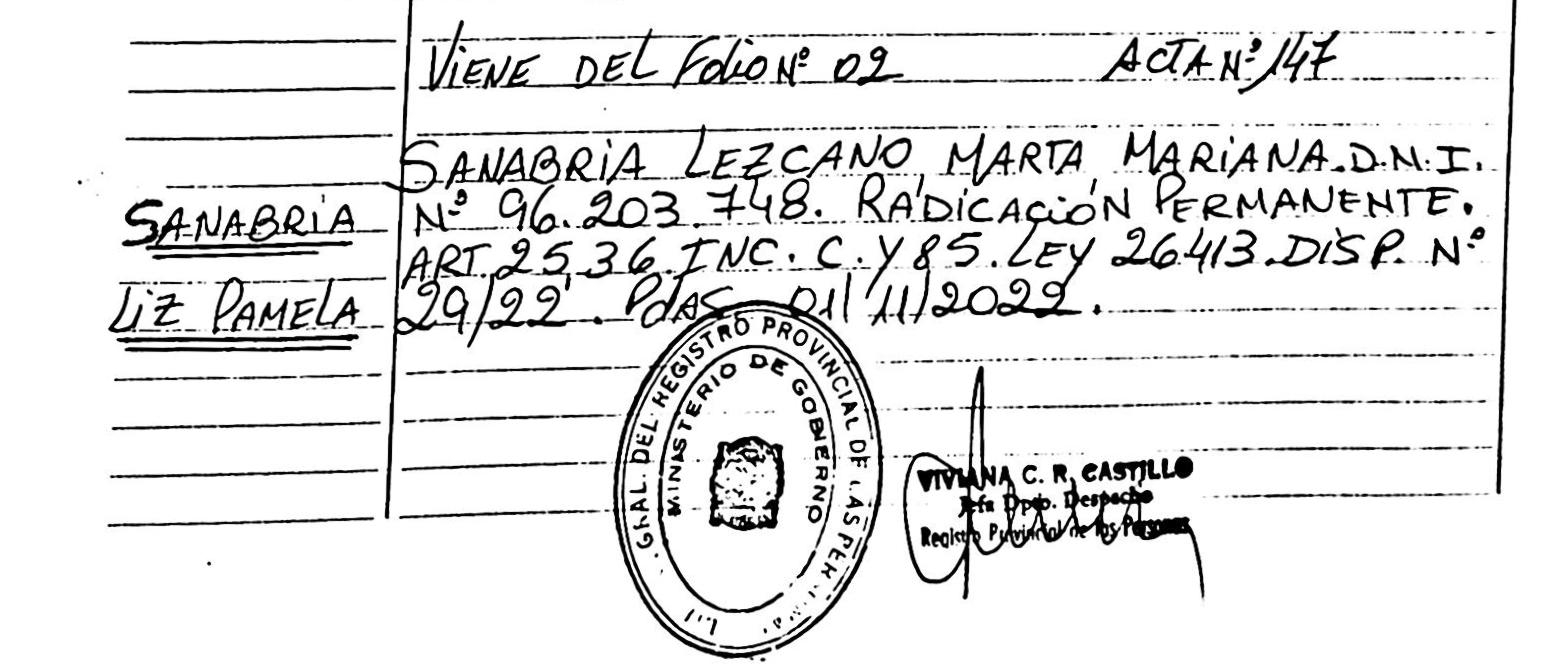 VIENE DEL Folio Nº 02 ACTA Nº 147
SANABRIA LEZCANO, MARTA MARIANA. D.N.I.
Nº 96.203.748. RADICACIÓN PERMANENTE.
ART. 25, 36. INC. C. Y 85. LEY 26413. DISP. Nº
29/22. Pdas 01/11/2022.
SANABRIA
LIZ PAMELA
GRAL. DEL REGISTRO PROVINCIAL DE LAS
MINISTERIO DE GOBIERNO
VIVIANA C. R. CASTILLO
Jefa Dpto. Despacho
Registro Provincial de las Personas